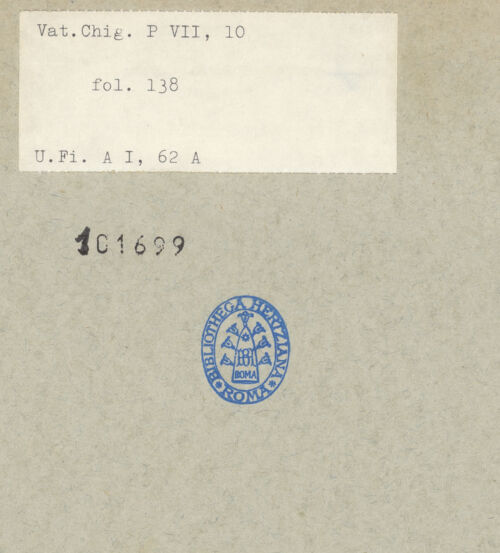 Vat.Chig. P VII, 10
fol. 138
U.Fi. A I, 62 A
101699
BIBLIOTHECA HERTZIANA
ROMA
ROMA